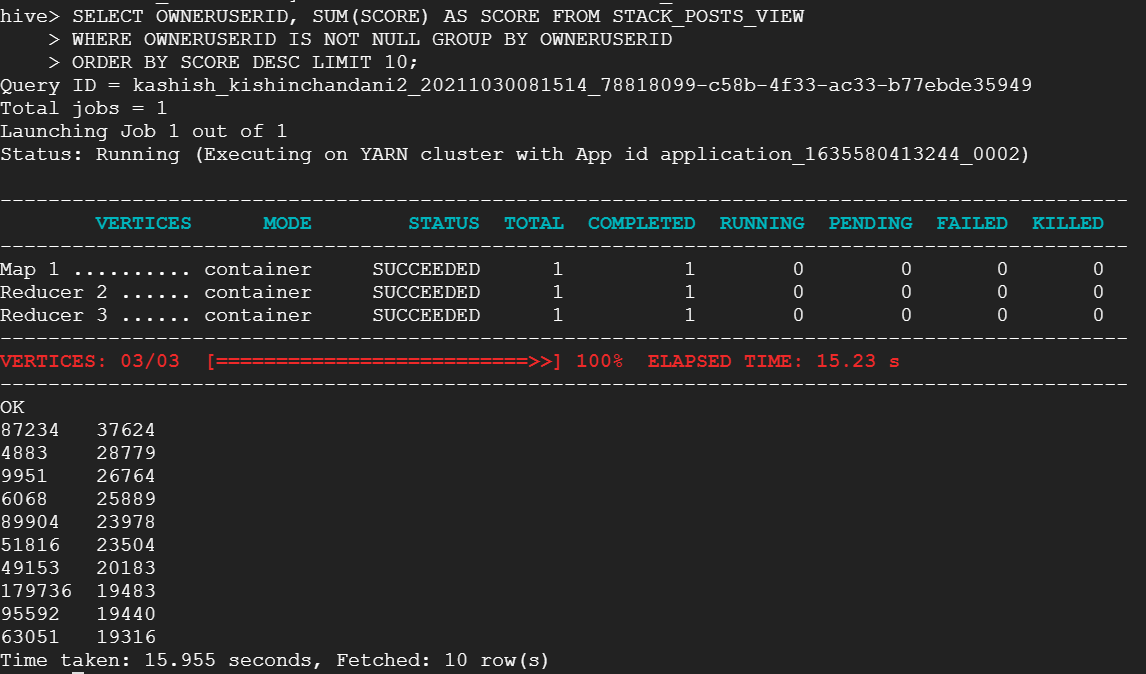 hive> SELECT OWNERUSERID, SUM(SCORE) AS SCORE FROM STACK_POSTS_VIEW
    > WHERE OWNERUSERID IS NOT NULL GROUP BY OWNERUSERID
    > ORDER BY SCORE DESC LIMIT 10;
Query ID = kashish_kishinchandani2_20211030081514_78818099-c58b-4f33-ac33-b77ebde35949
Total jobs = 1
Launching Job 1 out of 1
Status: Running (Executing on YARN cluster with App id application_1635580413244_0002)
----------------------------------------------------------------------------------------------
        VERTICES      MODE        STATUS  TOTAL  COMPLETED  RUNNING  PENDING  FAILED  KILLED
----------------------------------------------------------------------------------------------
Map 1 .......... container     SUCCEEDED      1          1        0        0       0       0
Reducer 2 ...... container     SUCCEEDED      1          1        0        0       0       0
Reducer 3 ...... container     SUCCEEDED      1          1        0        0       0       0
----------------------------------------------------------------------------------------------
VERTICES: 03/03  [==========================>>] 100%  ELAPSED TIME: 15.23 s
----------------------------------------------------------------------------------------------
OK
87234   37624
4883    28779
9951    26764
6068    25889
89904   23978
51816   23504
49153   20183
179736  19483
95592   19440
63051   19316
Time taken: 15.955 seconds, Fetched: 10 row(s)